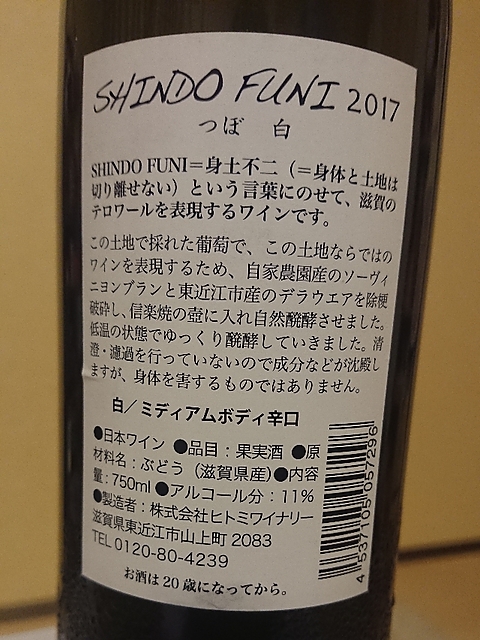 SHINDO FUNI 2017
つぼ 白
SHINDO FUNI＝身土不二（＝身体と土地は
切り離せない）という言葉にのせて、滋賀の
テロワールを表現するワインです。
この土地で採れた葡萄で、この土地ならではの
ワインを表現するため、自家農園産のソーヴィ
ニヨンブランと東近江市産のデラウエアを除梗
破砕し、信楽焼の壺に入れ自然醗酵させました。
低温の状態でゆっくり醗酵していきました。清
澄・濾過を行っていないので成分などが沈殿し
ますが、身体を害するものではありません。
白／ミディアムボディ辛口
●日本ワイン ●品目：果実酒 ●原
材料名：ぶどう（滋賀県産）●内容
量：750ml ●アルコール分：11％
●製造者：株式会社ヒトミワイナリー
滋賀県東近江市山上町 2083
TEL 0120-80-4239
お酒は20歳になってから。
4 537105 057296